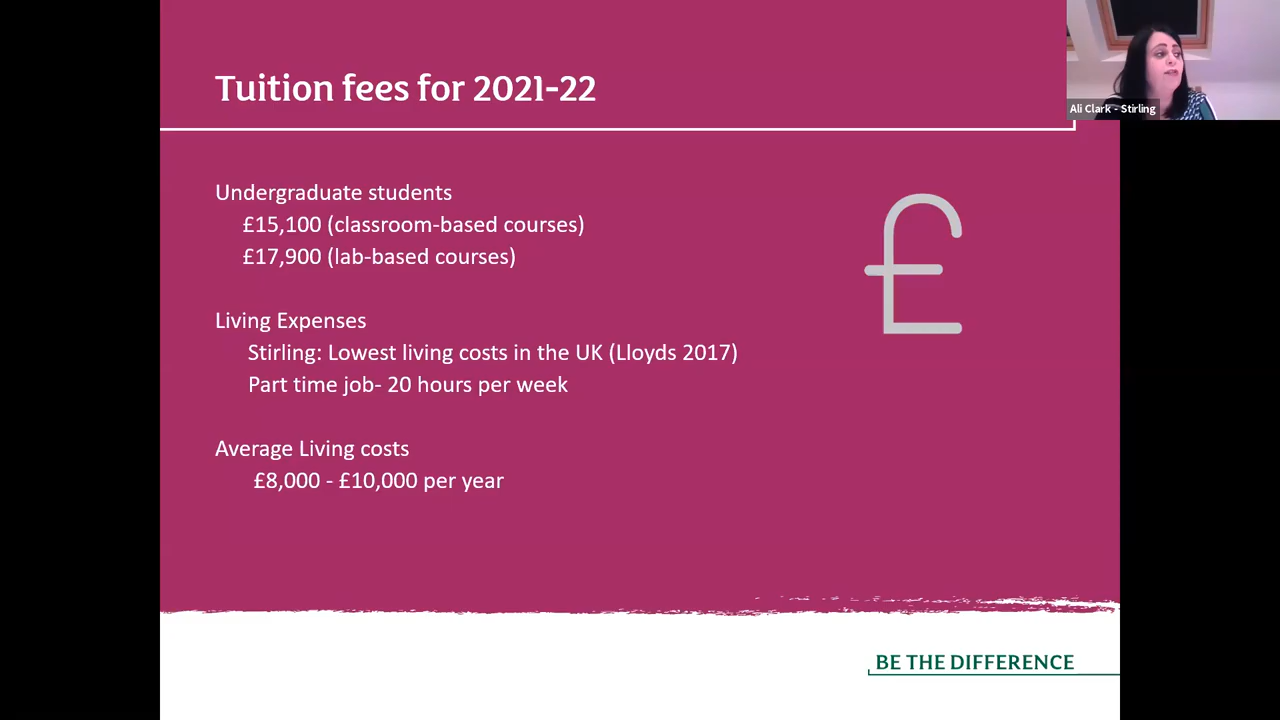 Tuition fees for 2021-22
Ali Clark - Stirling
Undergraduate students
£15,100 (classroom-based courses)
£17,900 (lab-based courses)
£
Living Expenses
Stirling: Lowest living costs in the UK (Lloyds 2017)
Part time job- 20 hours per week
Average Living costs
£8,000 - £10,000 per year
BE THE DIFFERENCE